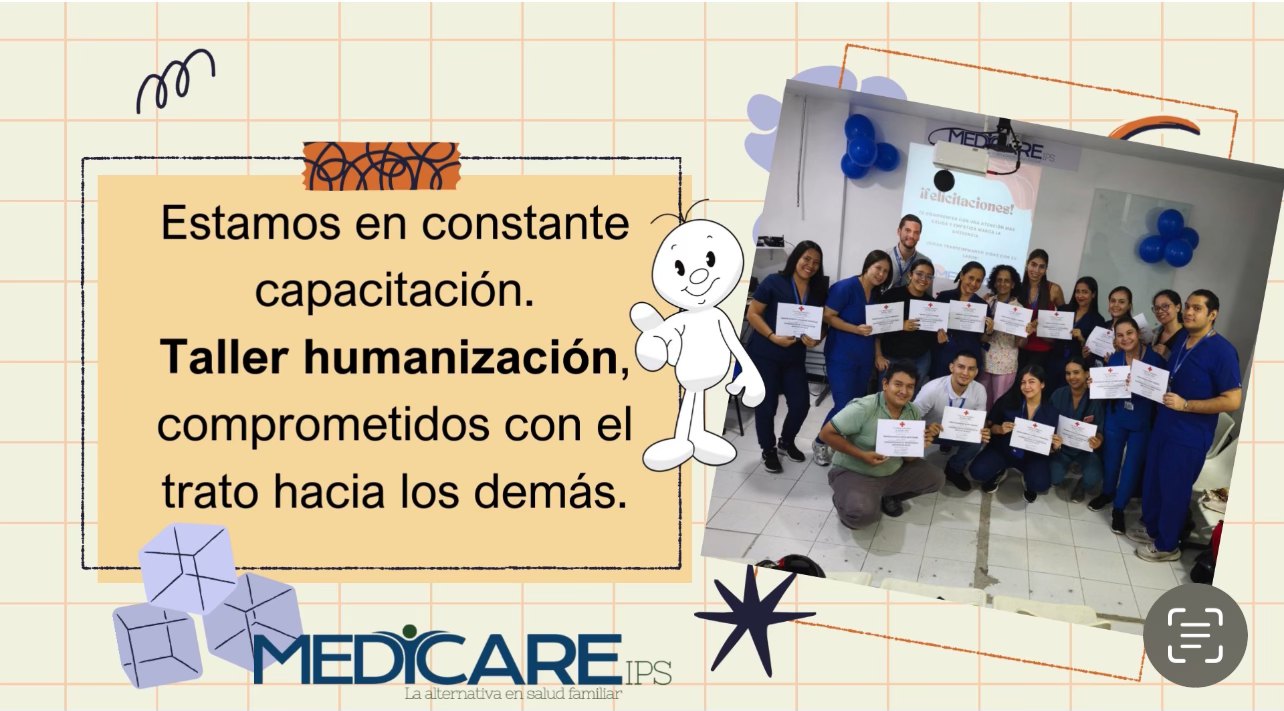 Estamos en constante
capacitación.
Taller humanización,
comprometidos con el
trato hacia los demás.
MEDICARE IPS
La alternativa en salud familiar
MEDICARE IPS
¡Felicitaciones!